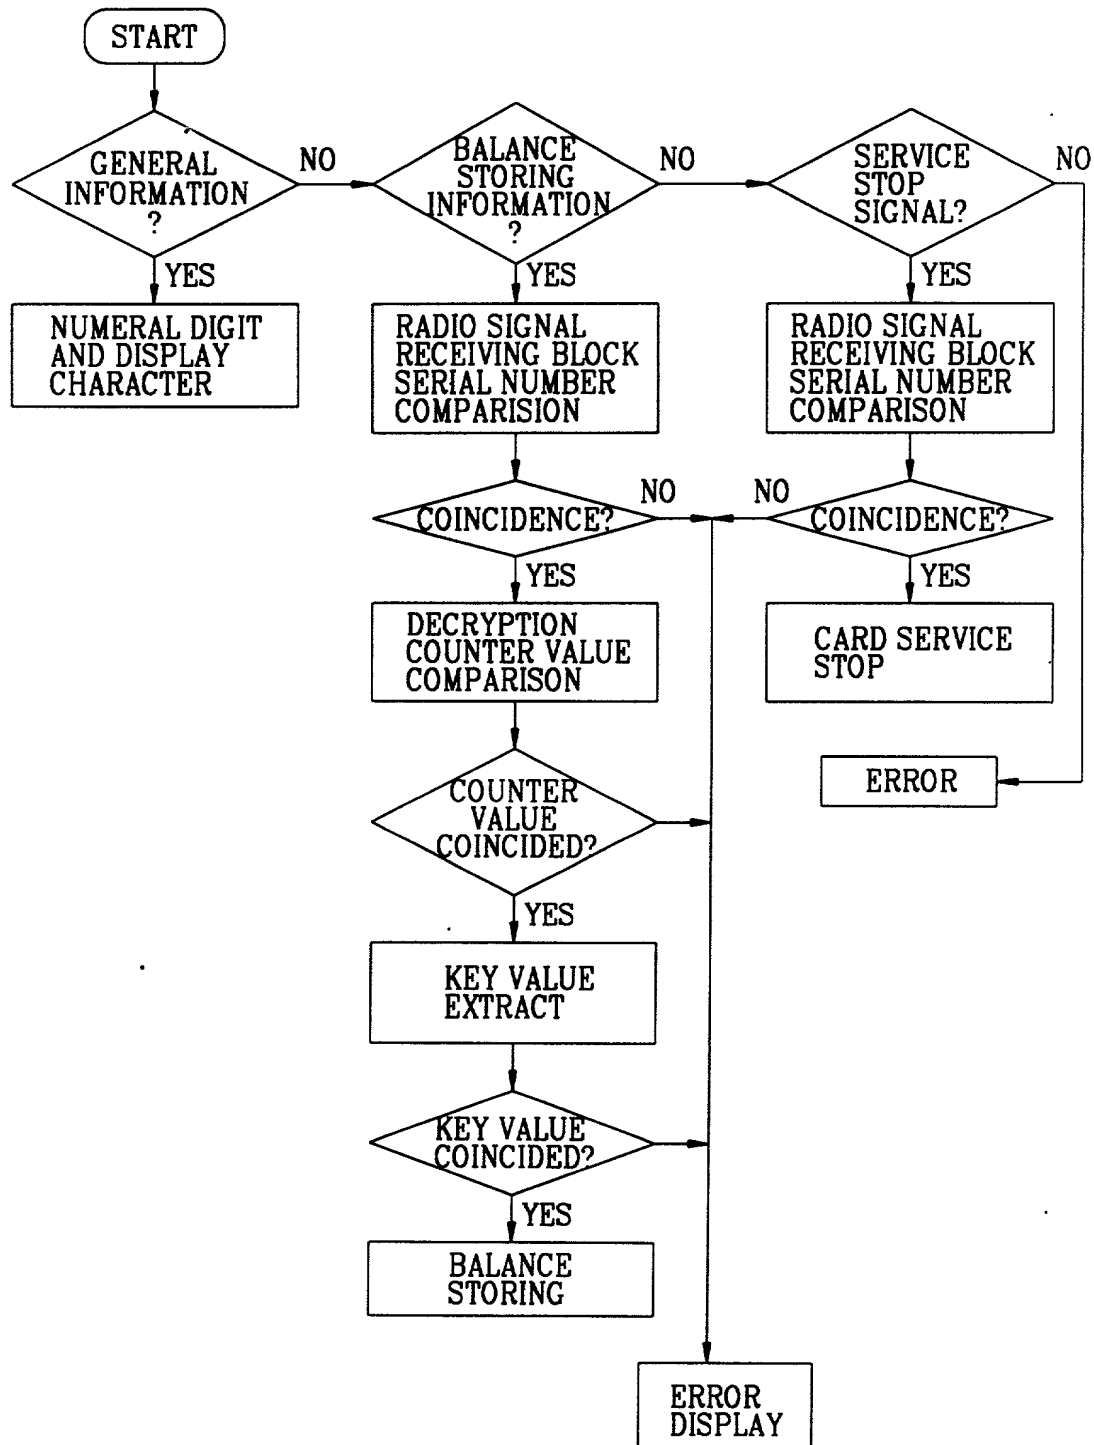 START
GENERAL
INFORMATION
?
NO
BALANCE
STORING
INFORMATION
?
NO
SERVICE
STOP
SIGNAL?
NO
YES
YES
YES
NUMERAL DIGIT
AND DISPLAY
CHARACTER
RADIO SIGNAL
RECEIVING BLOCK
SERIAL NUMBER
COMPARISION
RADIO SIGNAL
RECEIVING BLOCK
SERIAL NUMBER
COMPARISON
COINCIDENCE?
NO
NO
COINCIDENCE?
YES
YES
DECRYPTION
COUNTER VALUE
COMPARISON
CARD SERVICE
STOP
COUNTER
VALUE
COINCIDED?
ERROR
YES
KEY VALUE
EXTRACT
KEY VALUE
COINCIDED?
YES
BALANCE
STORING
ERROR
DISPLAY